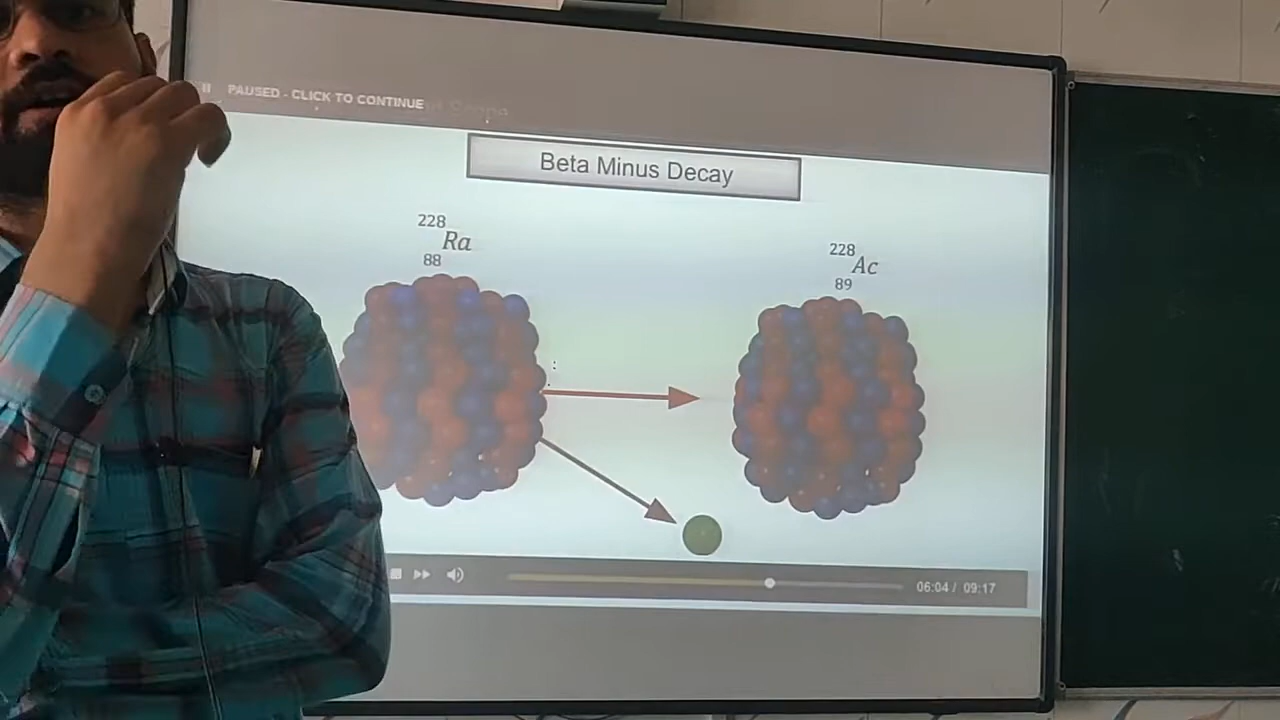 PAUSED - CLICK TO CONTINUE
Beta Minus Decay
228
Ra
88
228
Ac
89
06:04 / 09:17